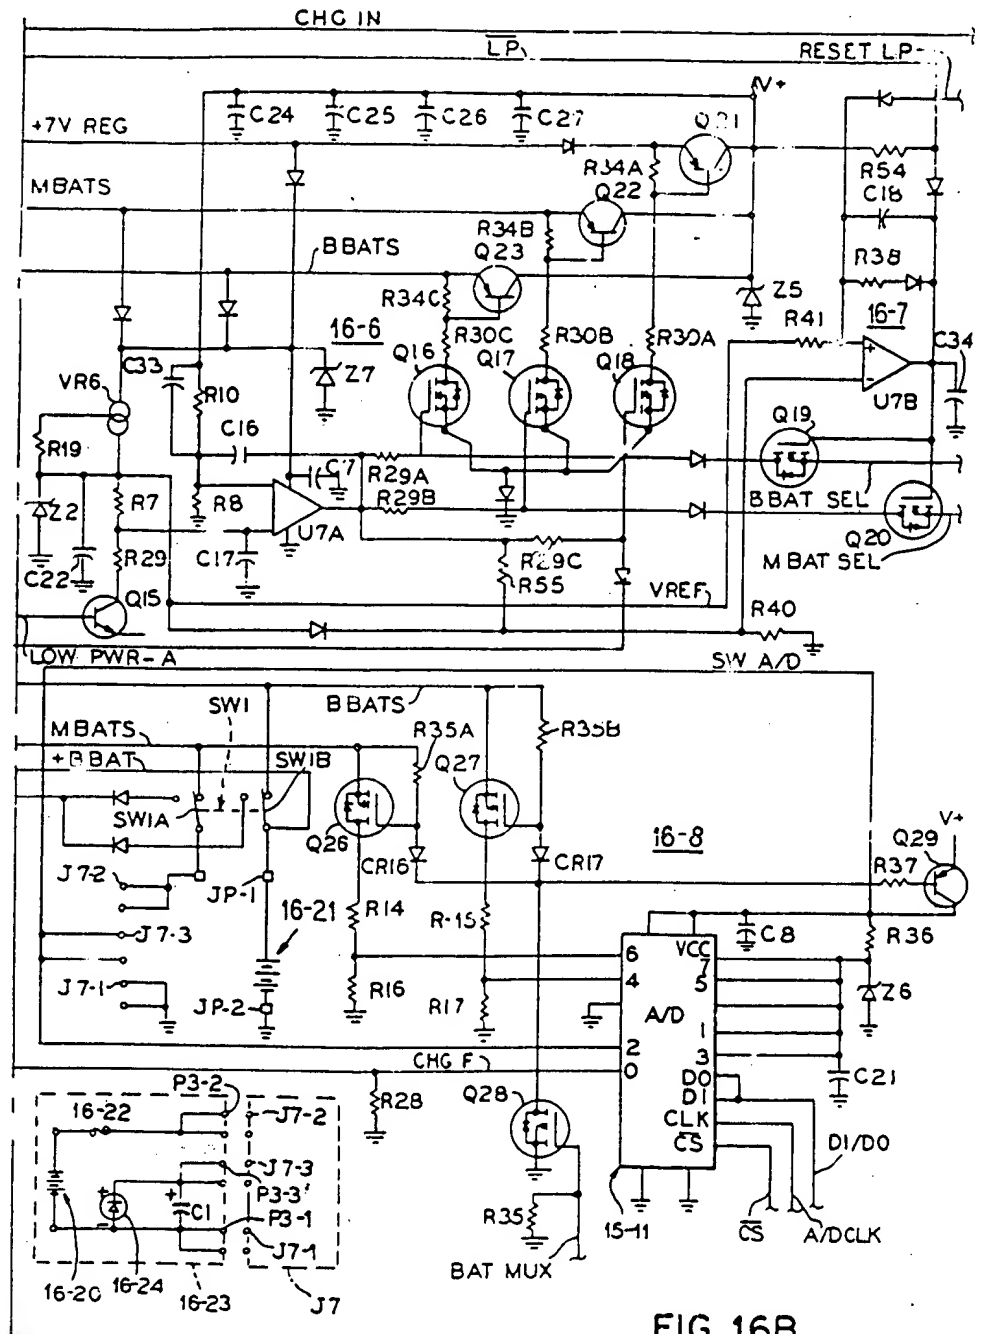 CHG IN
LP
RESET LP
V+
C24 C25 C26 C27
Q21
+7V REG
R34A
R54
Q22
C18
MBATS
R34B
BBATS
Q23
R38
R34C
Z5
16-6
16-7
R41
R30C R30B R30A
C34
C33
Q16 Q17 Q18
Z7
VR6
R10
U7B
Q19
C16
R19
R29A
R7
R8
R29B
BBAT SEL
Z2
U7A
Q20
C22
R29
C17
R29C
MBAT SEL
R55
VREF
Q15
R40
LOW PWR-A
SW A/D
SW1
BBATS
MBATS
R35A
R35B
+BBAT
SW1B
Q27
SW1A
Q26
16-8
V+
CR16
CR17
Q29
J7-2
JP-1
R37
16-21
R14
R-15
C8
R36
J7-3
6
VCC
7
4
5
J7-1
R16
R17
Z6
JP-2
A/D
1
2
3
CHG F
0
DO
C21
P3-2
DI
16-22
J7-2
R28
Q28
CLK
CS
DI/DO
J7-3
P3-3
+
+
C1
P3-1
-
R35
15-11
J7-1
CS
A/DCLK
BAT MUX
16-20
16-24
16-23
J7
FIG. 16B